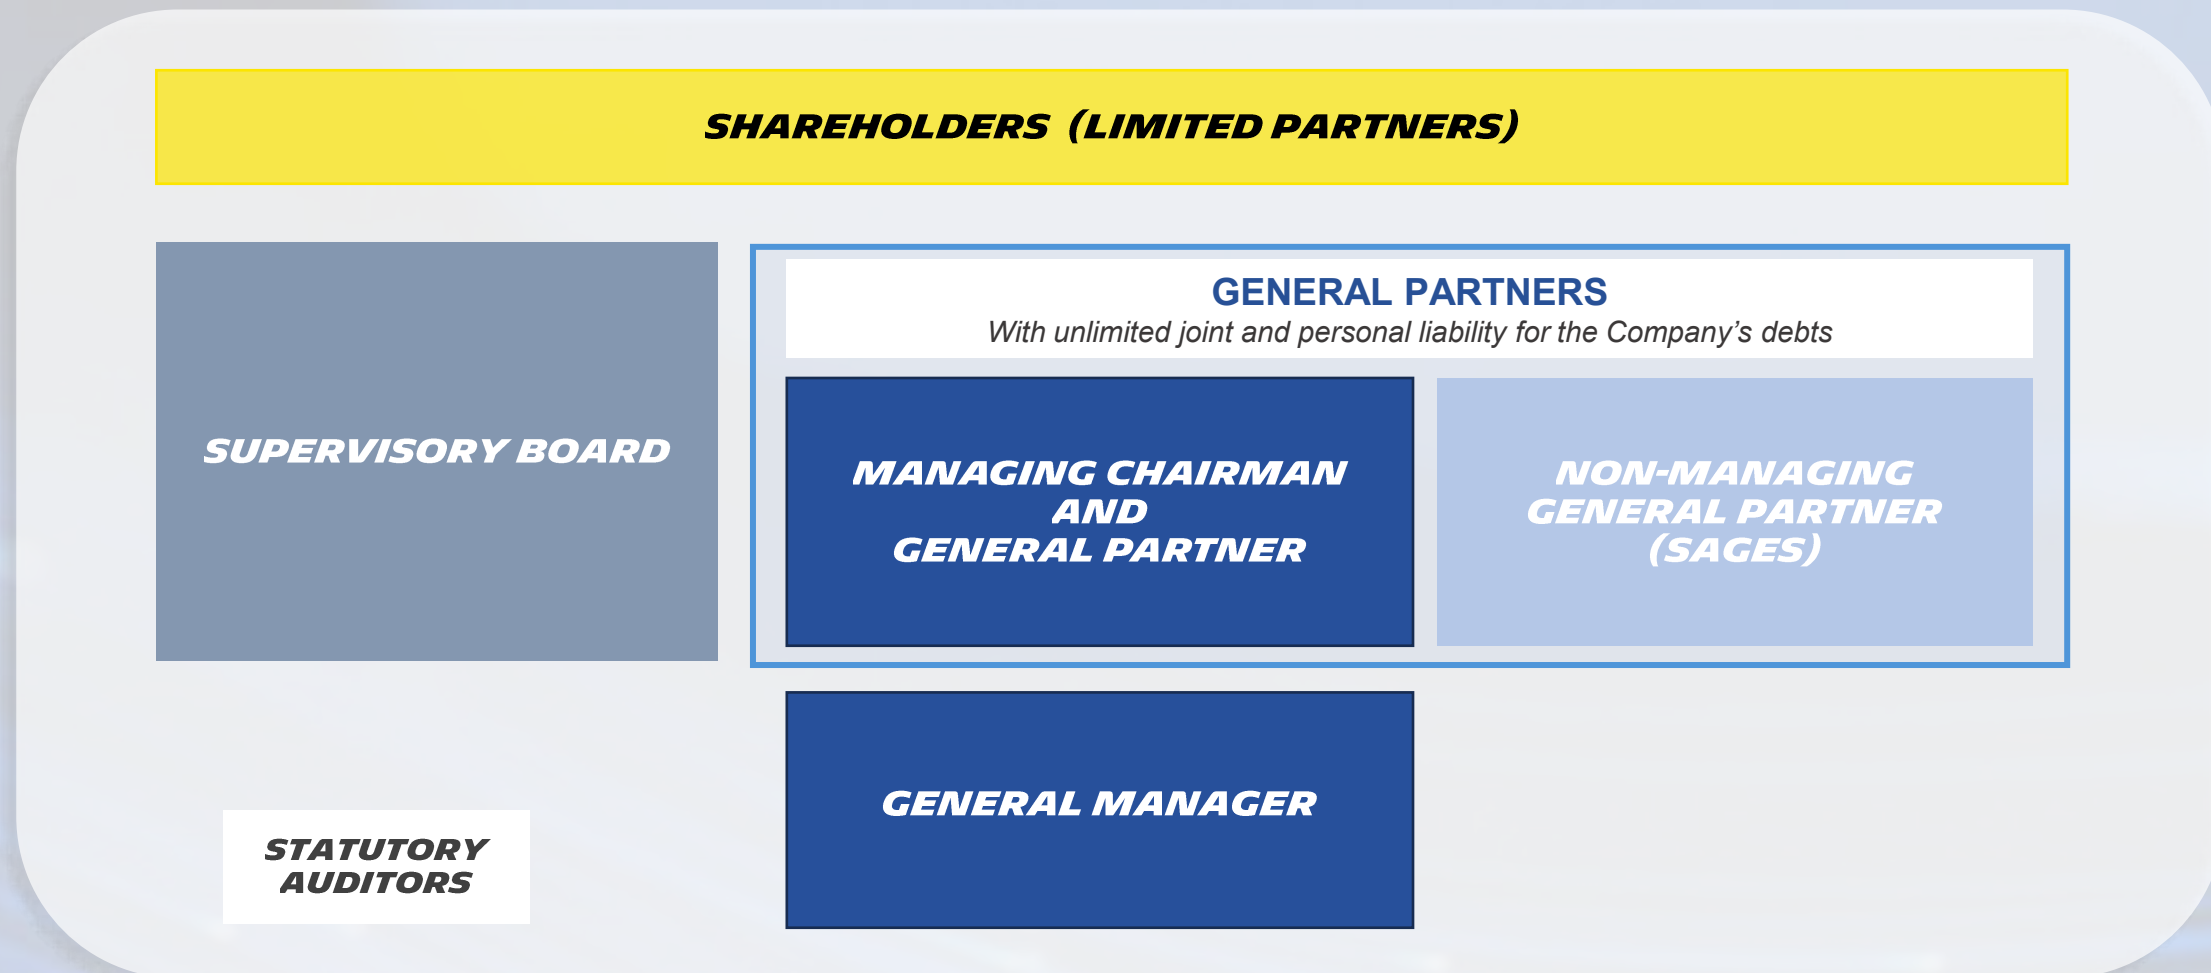 SHAREHOLDERS (LIMITED PARTNERS)
GENERAL PARTNERS
With unlimited joint and personal liability for the Company’s debts
SUPERVISORY BOARD
MANAGING CHAIRMAN
AND
GENERAL PARTNER
NON-MANAGING
GENERAL PARTNER
(SAGES)
GENERAL MANAGER
STATUTORY
AUDITORS